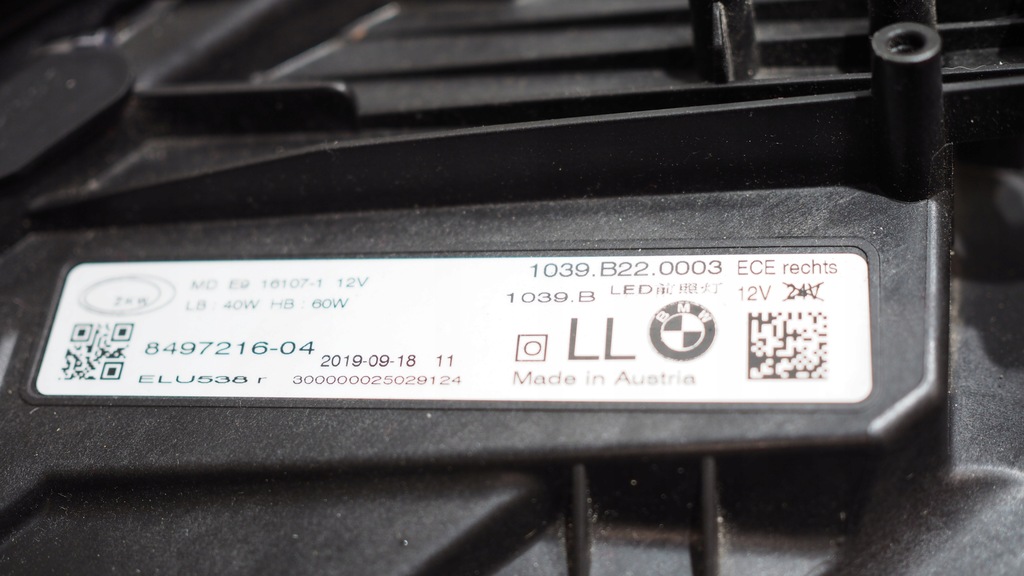 ZKW
MD E9 16107-1 12V
LB : 40W HB : 60W
8497216-04
2019-09-18 11
ELU538 r 300000025029124
1039.B22.0003 ECE rechts
1039.B LED前照灯 12V 24V
LL BMW
Made in Austria